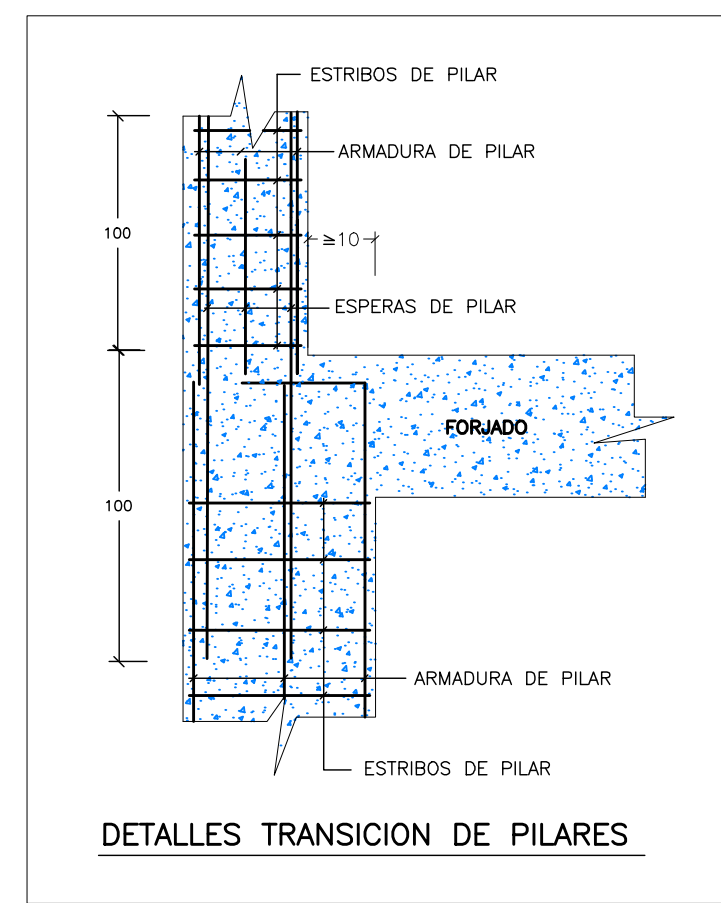 ESTRIBOS DE PILAR
ARMADURA DE PILAR
100
≥10
ESPERAS DE PILAR
FORJADO
100
ARMADURA DE PILAR
ESTRIBOS DE PILAR
DETALLES TRANSICION DE PILARES